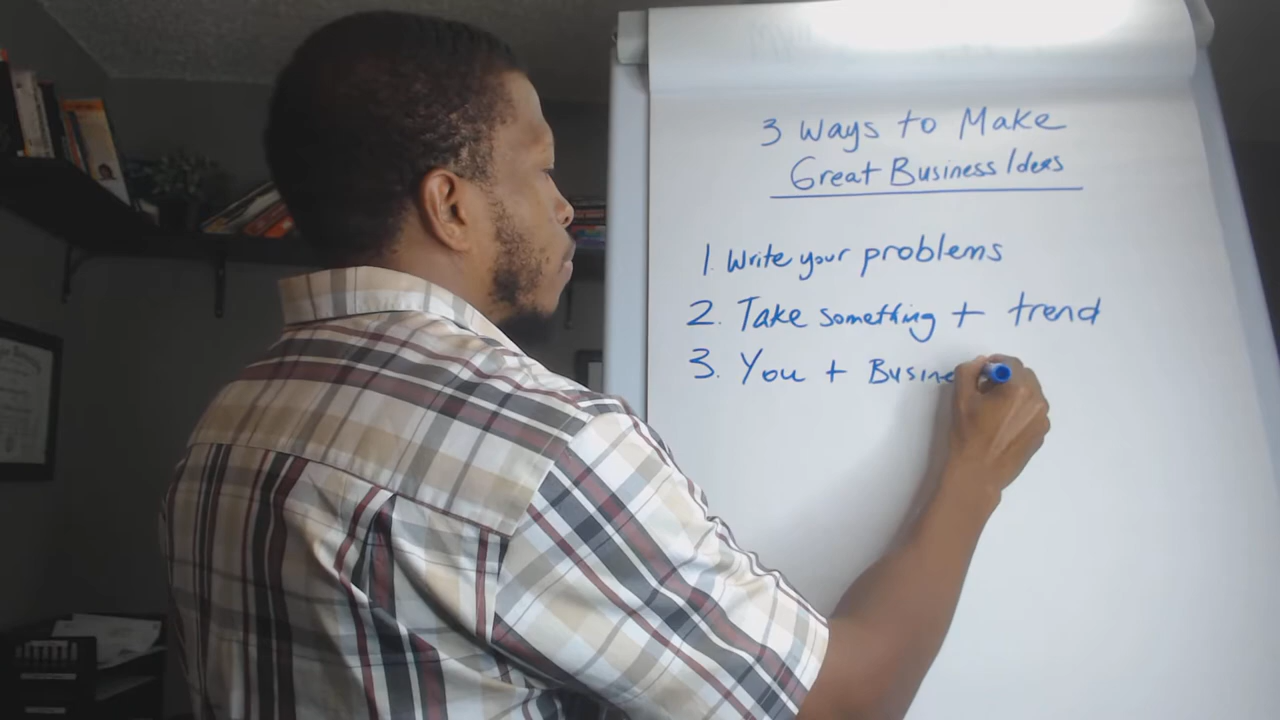 3 Ways to Make
Great Business Ideas
1. Write your problems
2. Take something + trend
3. You + Busine